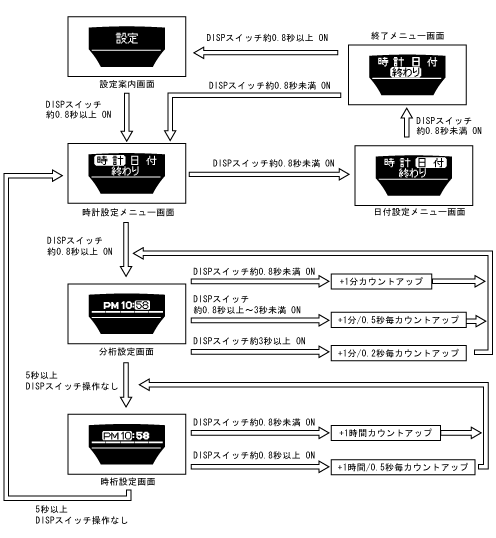 設定
設定案内画面
DISPスイッチ約0.8秒以上 ON
終了メニュー画面
時計日付
終わり
DISPスイッチ約0.8秒未満 ON
DISPスイッチ
約0.8秒以上 ON
DISPスイッチ
約0.8秒未満 ON
時計日付
終わり
時計設定メニュー画面
DISPスイッチ約0.8秒未満 ON
時計日付
終わり
日付設定メニュー画面
DISPスイッチ
約0.8秒以上 ON
PM 10:58
分桁設定画面
DISPスイッチ約0.8秒未満 ON
+1分カウントアップ
DISPスイッチ
約0.8秒以上~3秒未満 ON
+1分/0.5秒毎カウントアップ
DISPスイッチ約3秒以上 ON
+1分/0.2秒毎カウントアップ
5秒以上
DISPスイッチ操作なし
PM 10:58
時桁設定画面
DISPスイッチ約0.8秒未満 ON
+1時間カウントアップ
DISPスイッチ約0.8秒以上 ON
+1時間/0.5秒毎カウントアップ
5秒以上
DISPスイッチ操作なし